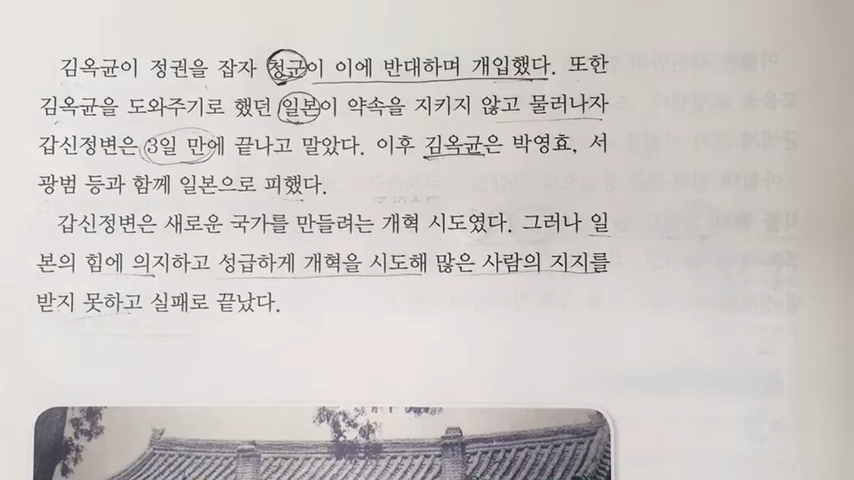 김옥균이 정권을 잡자 청군이 이에 반대하며 개입했다. 또한
김옥균을 도와주기로 했던 일본이 약속을 지키지 않고 물러나자
갑신정변은 3일 만에 끝나고 말았다. 이후 김옥균은 박영효, 서
광범 등과 함께 일본으로 피했다.
갑신정변은 새로운 국가를 만들려는 개혁 시도였다. 그러나 일
본의 힘에 의지하고 성급하게 개혁을 시도해 많은 사람의 지지를
받지 못하고 실패로 끝났다.